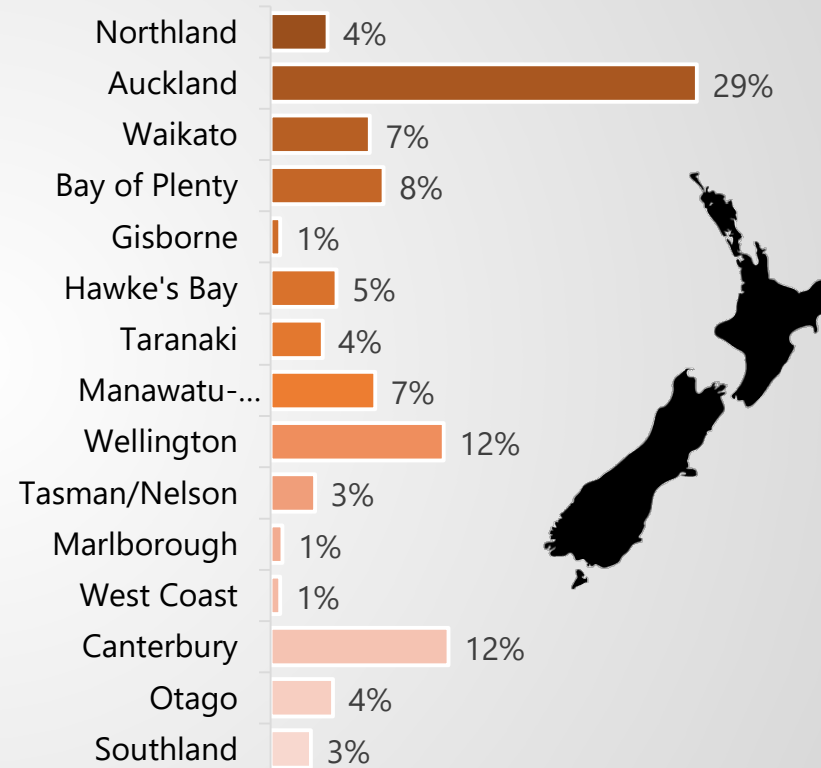 Northland 4%
Auckland 29%
Waikato 7%
Bay of Plenty 8%
Gisborne 1%
Hawke's Bay 5%
Taranaki 4%
Manawatu-... 7%
Wellington 12%
Tasman/Nelson 3%
Marlborough 1%
West Coast 1%
Canterbury 12%
Otago 4%
Southland 3%